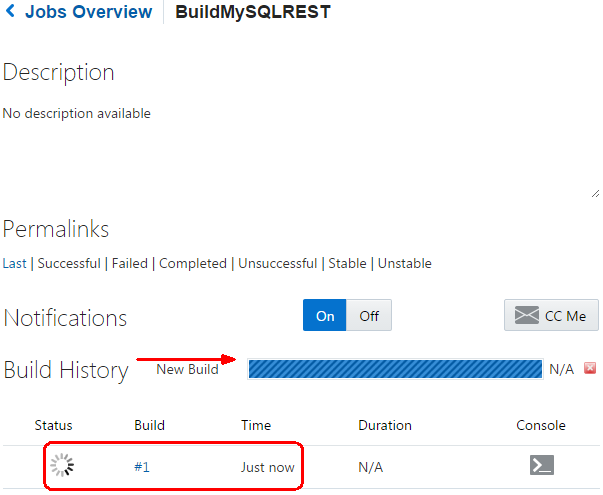 Jobs Overview BuildMySQLREST
Description
No description available
Permalinks
Last | Successful | Failed | Completed | Unsuccessful | Stable | Unstable
Notifications On Off CC Me
Build History New Build N/A
Status Build Time Duration Console
#1 Just now N/A